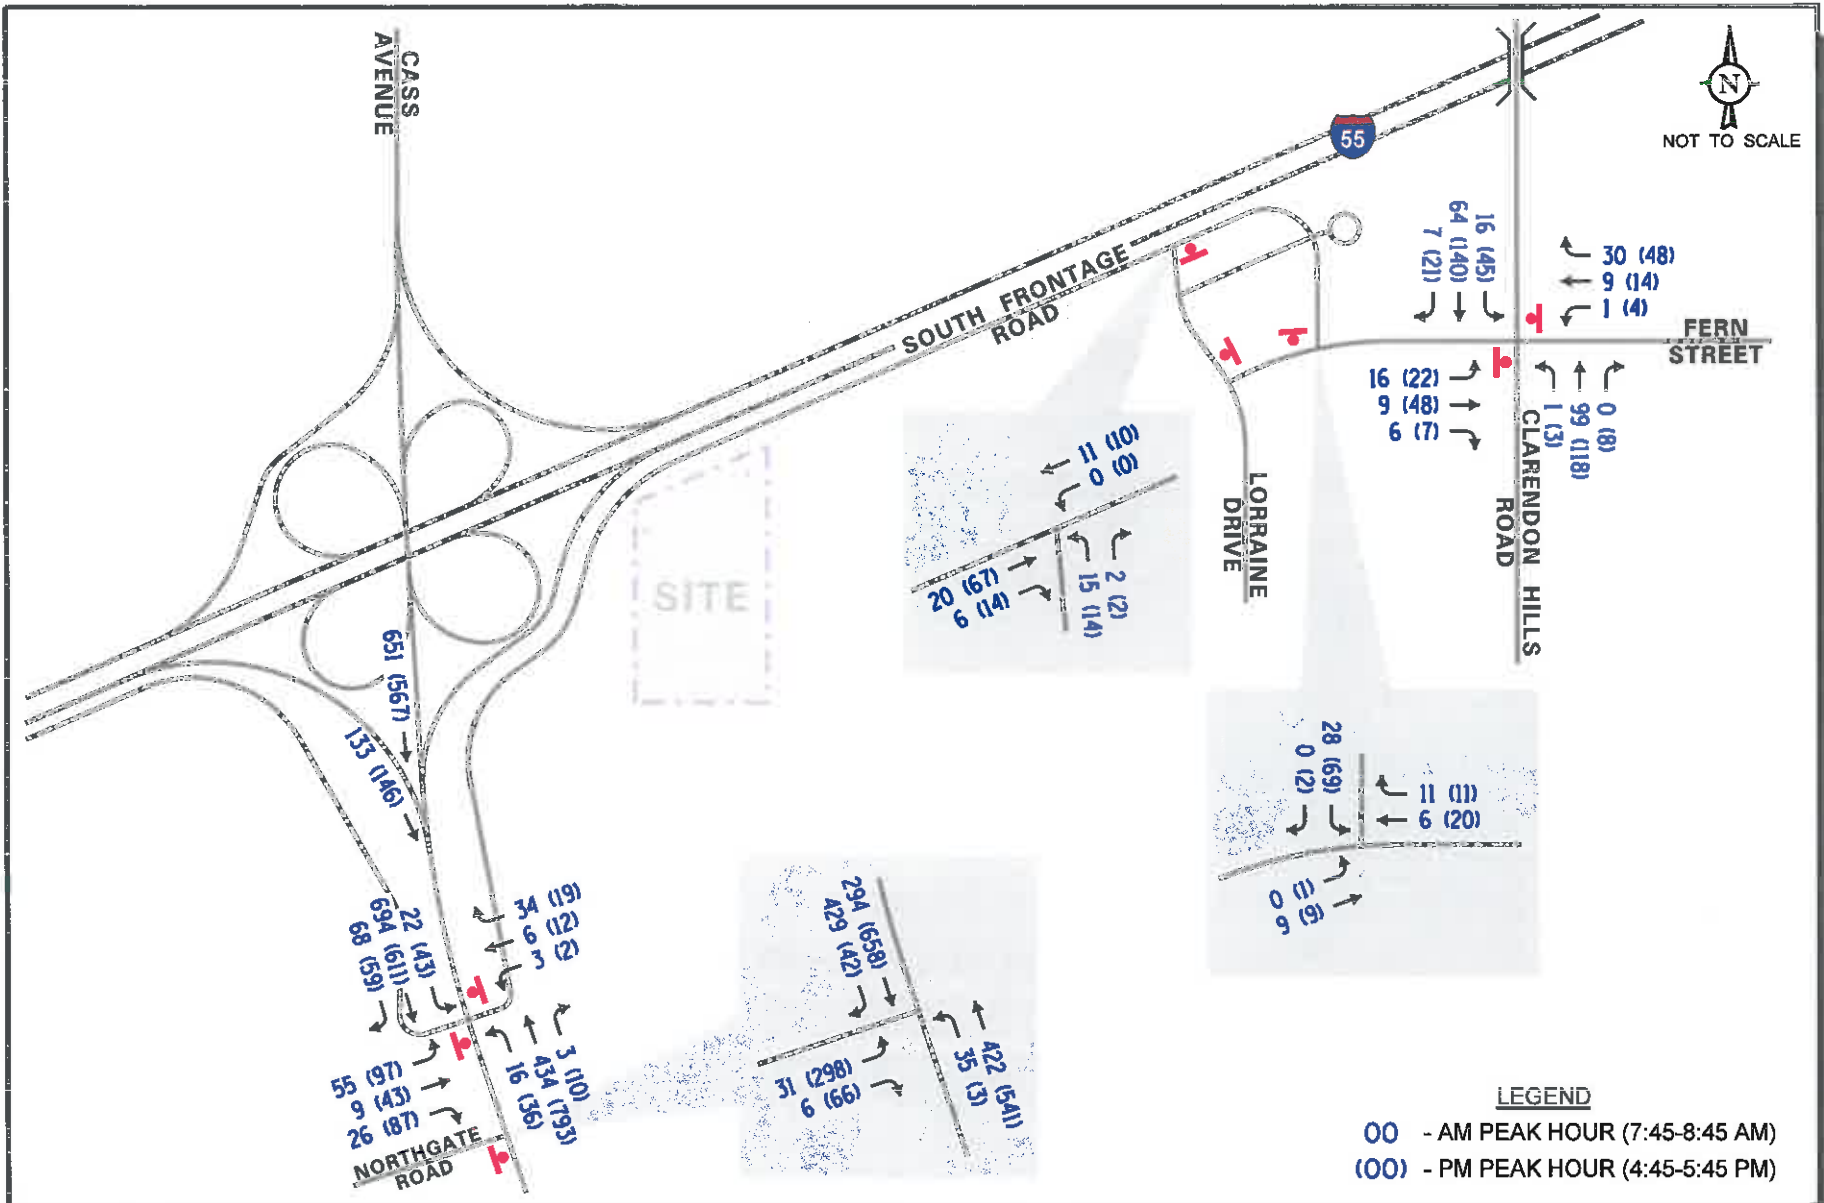 CASS
AVENUE
N
NOT TO SCALE
55
SOUTH FRONTAGE
ROAD
16 (45)
64 (140)
7 (21)
30 (48)
9 (14)
1 (4)
FERN
STREET
16 (22)
9 (48)
6 (7)
1 (3)
99 (118)
0 (8)
CLARENDON HILLS
ROAD
LORRAINE
DRIVE
11 (10)
0 (0)
20 (67)
6 (14)
15 (14)
2 (2)
SITE
651 (567)
133 (146)
28 (69)
0 (2)
11 (11)
6 (20)
0 (1)
9 (9)
22 (43)
694 (611)
68 (59)
34 (19)
6 (12)
3 (2)
55 (97)
9 (43)
26 (87)
16 (36)
434 (793)
3 (10)
NORTHGATE
ROAD
294 (658)
429 (42)
31 (298)
6 (66)
422 (541)
35 (3)
LEGEND
00 - AM PEAK HOUR (7:45-8:45 AM)
(00) - PM PEAK HOUR (4:45-5:45 PM)